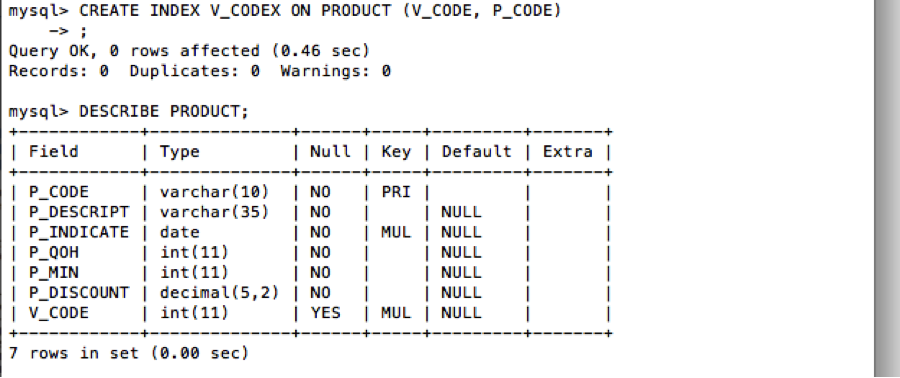 mysql> CREATE INDEX V_CODEX ON PRODUCT (V_CODE, P_CODE)
    -> ;
Query OK, 0 rows affected (0.46 sec)
Records: 0  Duplicates: 0  Warnings: 0

mysql> DESCRIBE PRODUCT;
+------------+--------------+------+-----+---------+-------+
| Field      | Type         | Null | Key | Default | Extra |
+------------+--------------+------+-----+---------+-------+
| P_CODE     | varchar(10)  | NO   | PRI |         |       |
| P_DESCRIPT | varchar(35)  | NO   |     | NULL    |       |
| P_INDICATE | date         | NO   | MUL | NULL    |       |
| P_QOH      | int(11)      | NO   |     | NULL    |       |
| P_MIN      | int(11)      | NO   |     | NULL    |       |
| P_DISCOUNT | decimal(5,2) | NO   |     | NULL    |       |
| V_CODE     | int(11)      | YES  | MUL | NULL    |       |
+------------+--------------+------+-----+---------+-------+
7 rows in set (0.00 sec)